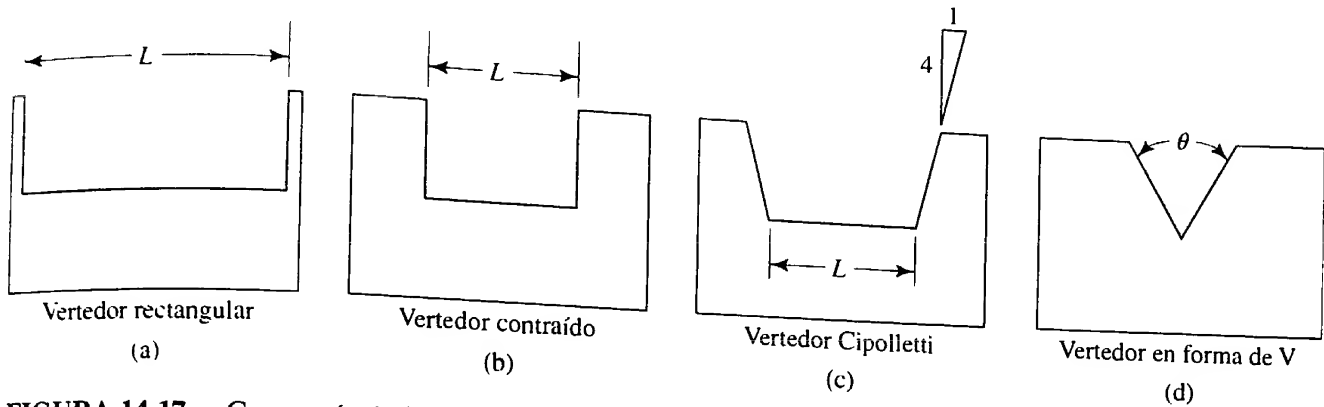 L
Vertedor rectangular
(a)
L
Vertedor contraído
(b)
1
4
L
Vertedor Cipolletti
(c)
θ
Vertedor en forma de V
(d)
FIGURA 14.17